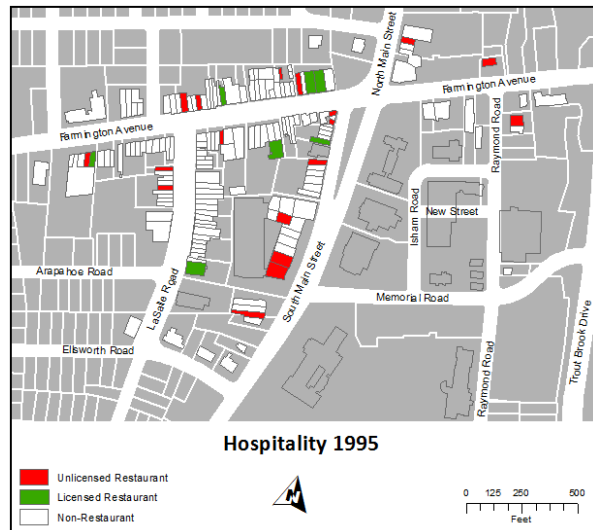 North Main Street
Farmington Avenue
Farmington Avenue
Raymond Road
Isham Road
New Street
Arapahoe Road
LaSalle Road
South Main Street
Memorial Road
Ellsworth Road
Raymond Road
Trout Brook Drive
Hospitality 1995
Unlicensed Restaurant
Licensed Restaurant
Non-Restaurant
N
0 125 250 500
Feet